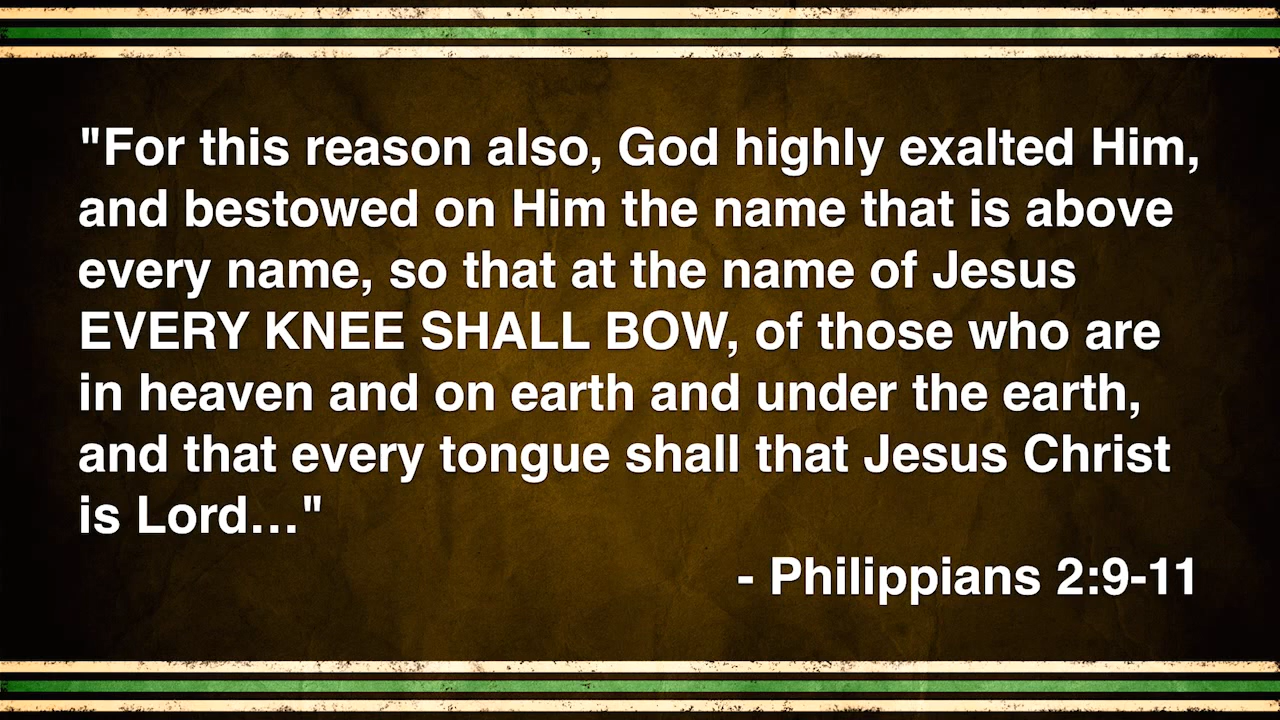 "For this reason also, God highly exalted Him,
and bestowed on Him the name that is above
every name, so that at the name of Jesus
EVERY KNEE SHALL BOW, of those who are
in heaven and on earth and under the earth,
and that every tongue shall that Jesus Christ
is Lord…"
- Philippians 2:9-11